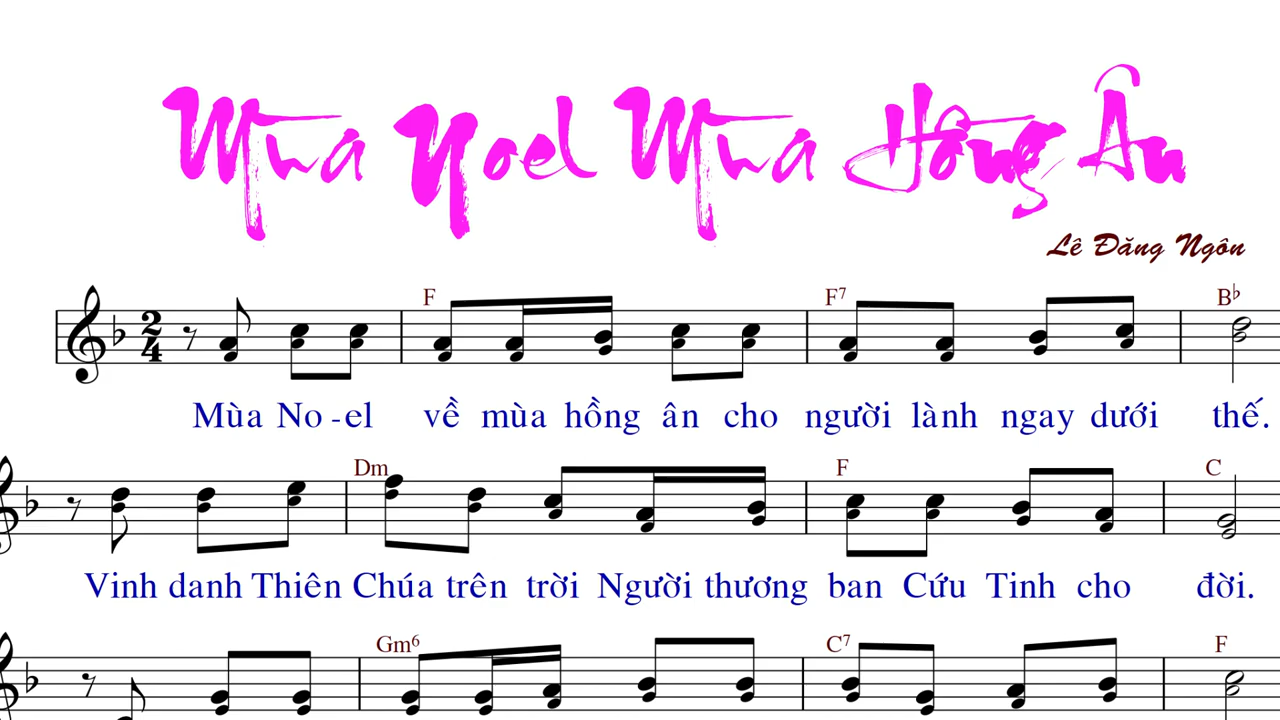 Mùa Noel Mùa Hồng Ân
Lê Đăng Ngôn
F F7 B♭
2
4
Mùa No-el về mùa hồng ân cho người lành ngay dưới thế.
Dm F C
Vinh danh Thiên Chúa trên trời Người thương ban Cứu Tinh cho đời.
Gm6 C7 F